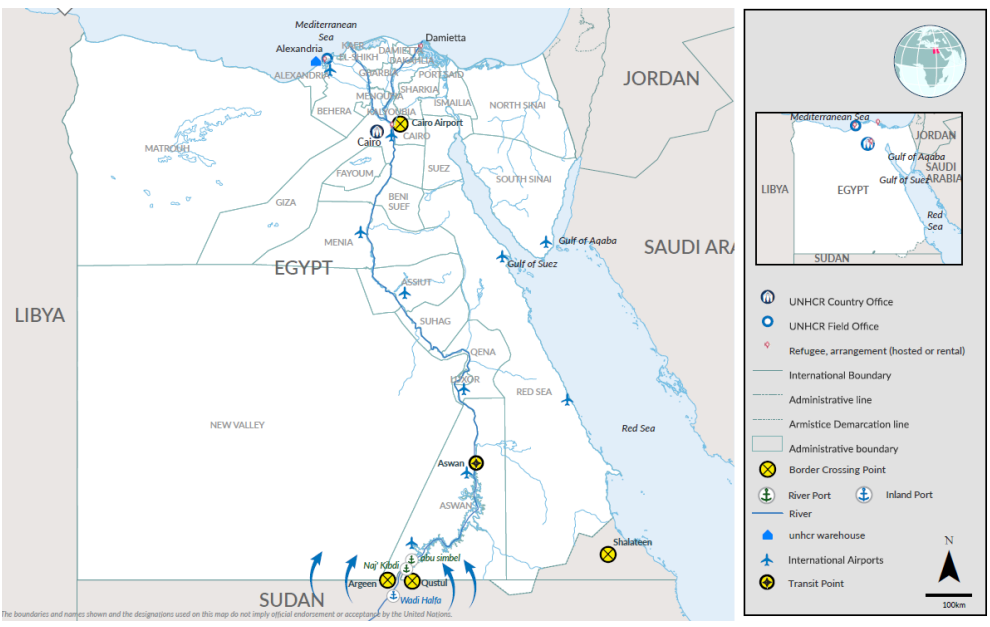 Mediterranean
Sea
Alexandria
Damietta
KAFR
EL-SHIKH
DAMIETTA
DAKAHLIA
ALEXANDRIA
GHARBIA
PORT SAID
SHARKIA
MENOUFIA
ISMAILIA
BEHERA
KALYOUBIA
NORTH SINAI
JORDAN
Cairo Airport
CAIRO
Cairo
MATROUH
SUEZ
FAYOUM
SOUTH SINAI
BENI
SUEF
GIZA
MENIA
Gulf of Aqaba
SAUDI ARA
Gulf of Suez
EGYPT
ASSIUT
LIBYA
SUHAG
QENA
LUXOR
RED SEA
NEW VALLEY
Red Sea
Aswan
ASWAN
Shalateen
abu simbel
Naj' Kibdi
Argeen
Qustul
Wadi Halfa
SUDAN
The boundaries and names shown and the designations used on this map do not imply official endorsement or acceptance by the United Nations.
Mediterranean Sea
JORDAN
Gulf of Aqaba
SAUDI
ARABIA
Gulf of Suez
LIBYA
EGYPT
Red
Sea
SUDAN
UNHCR Country Office
UNHCR Field Office
Refugee, arrangement (hosted or rental)
International Boundary
Administrative line
Armistice Demarcation line
Administrative boundary
Border Crossing Point
River Port
Inland Port
River
unhcr warehouse
International Airports
Transit Point
N
100km